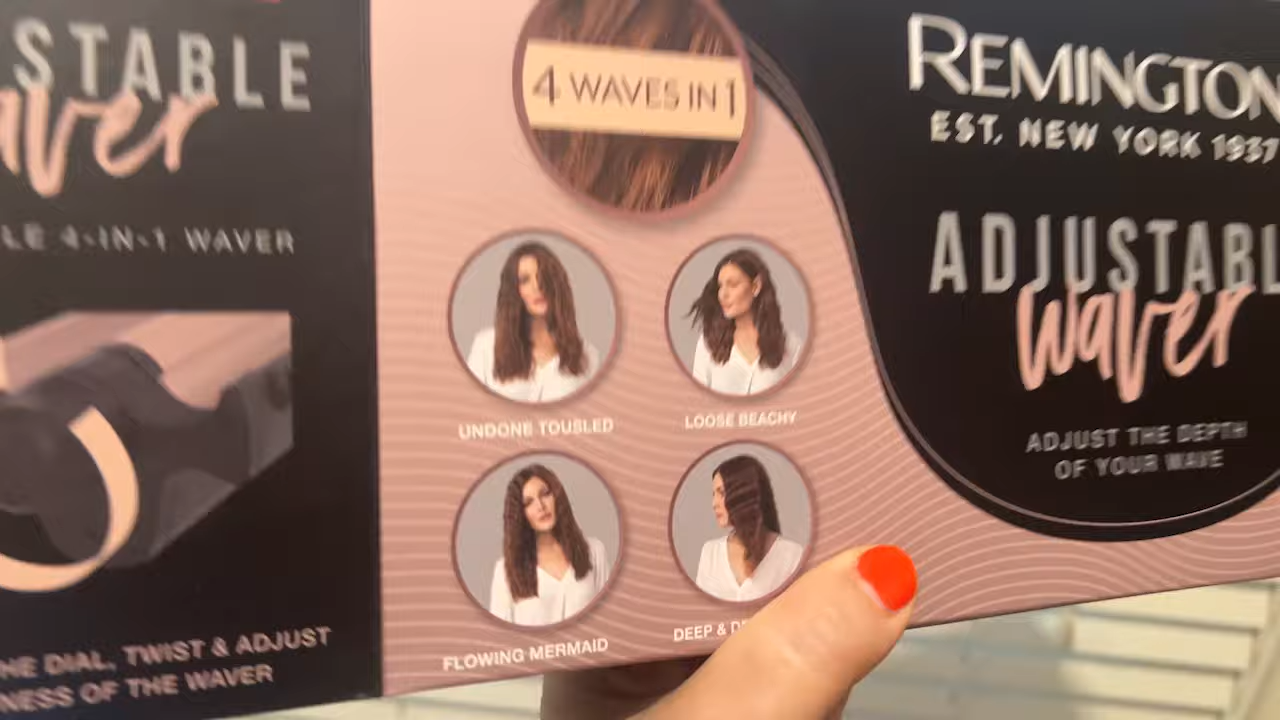 STABLE
aver
LE 4-IN-1 WAVER
HE DIAL, TWIST & ADJUST
NESS OF THE WAVER
4 WAVES IN 1
UNDONE TOUSLED
LOOSE BEACHY
FLOWING MERMAID
DEEP & DE
REMINGTON
EST. NEW YORK 1937
ADJUSTABL
waver
ADJUST THE DEPTH
OF YOUR WAVE